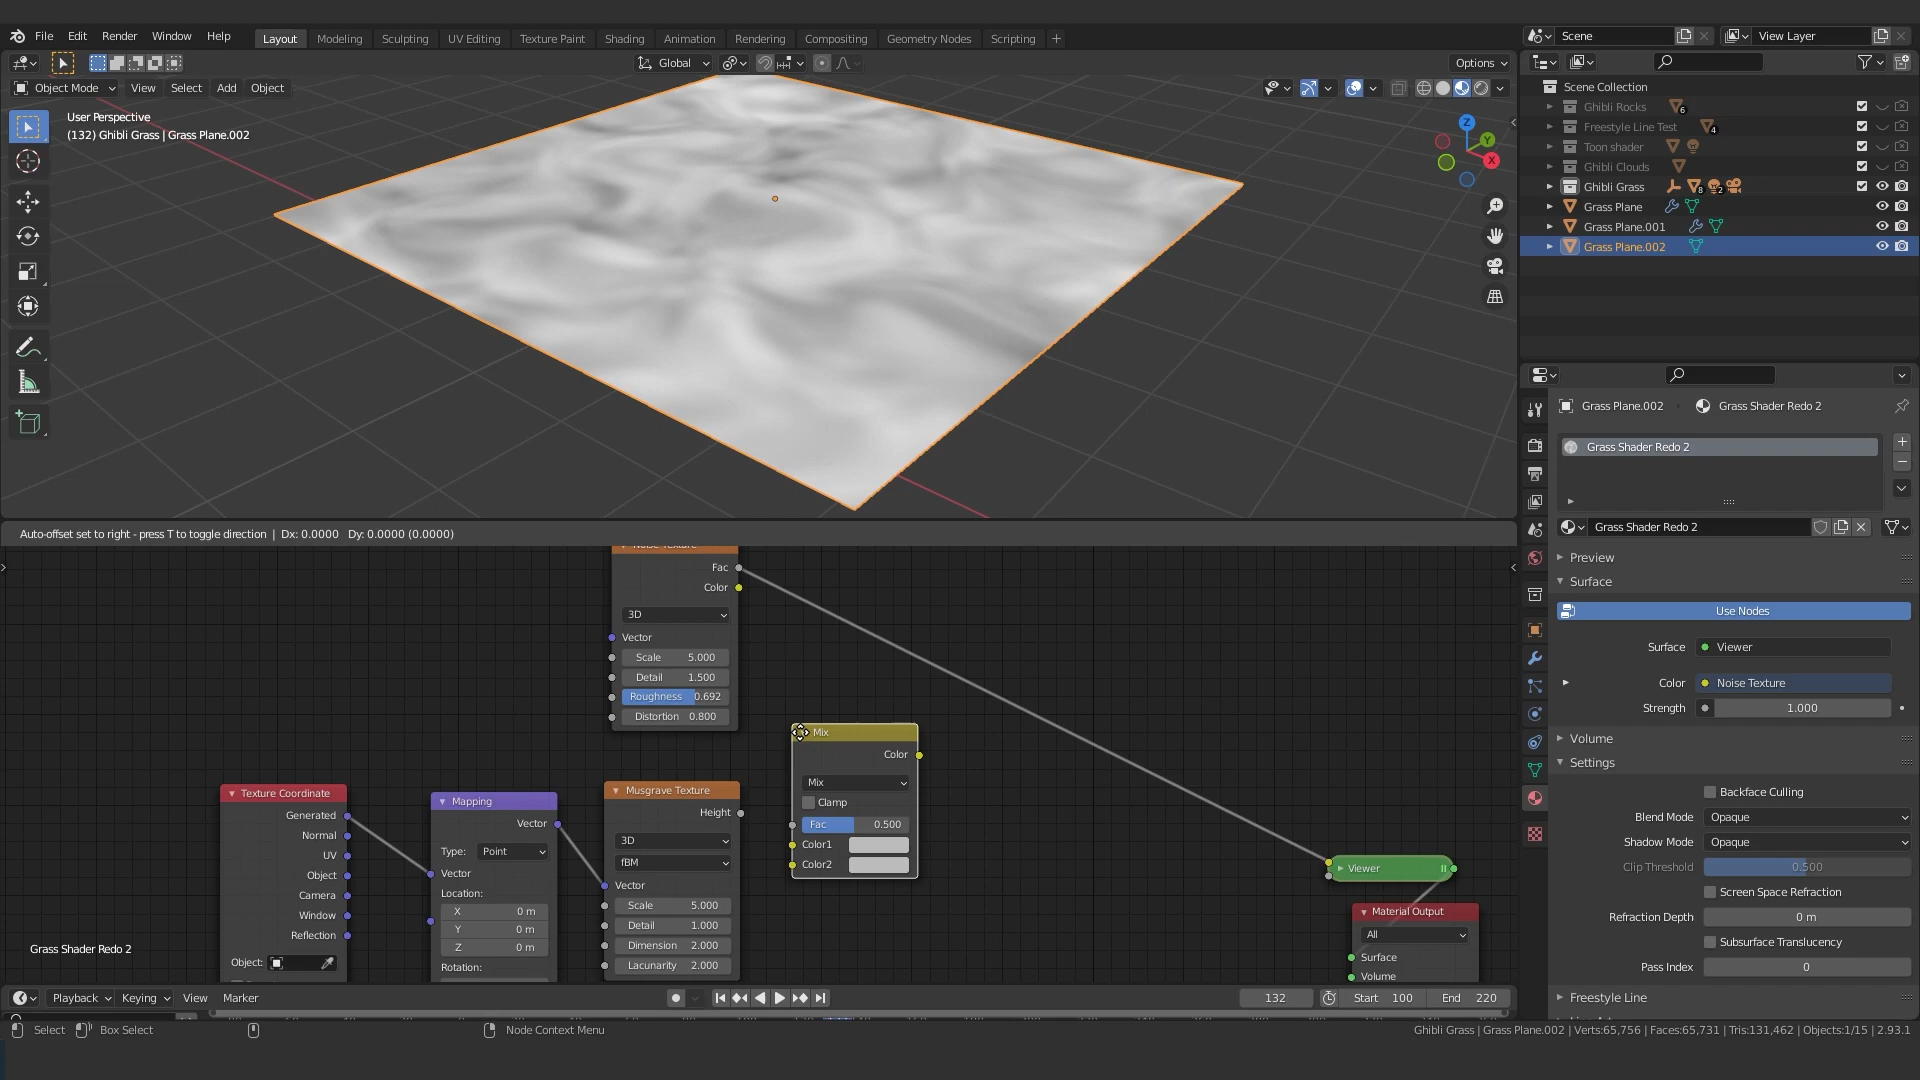 File Edit Render Window Help Layout Modeling Sculpting UV Editing Texture Paint Shading Animation Rendering Compositing Geometry Nodes Scripting + Scene View Layer
Global Options
Object Mode View Select Add Object
User Perspective
(132) Ghibli Grass | Grass Plane.002
Z
Y
X
Scene Collection
Ghibli Rocks 6
Freestyle Line Test 4
Toon shader
Ghibli Clouds
Ghibli Grass 8 2
Grass Plane
Grass Plane.001
Grass Plane.002
Auto-offset set to right - press T to toggle direction | Dx: 0.0000 Dy: 0.0000 (0.0000)
Noise Texture
Fac
Color
3D
Vector
Scale 5.000
Detail 1.500
Roughness 0.692
Distortion 0.800
Texture Coordinate
Generated
Normal
UV
Object
Camera
Window
Reflection
Object:
Mapping
Vector
Type: Point
Vector
Location:
X 0 m
Y 0 m
Z 0 m
Rotation:
Musgrave Texture
Height
3D
fBM
Vector
Scale 5.000
Detail 1.000
Dimension 2.000
Lacunarity 2.000
Mix
Color
Mix
Clamp
Fac 0.500
Color1
Color2
Viewer
Material Output
All
Surface
Volume
Grass Shader Redo 2
Grass Plane.002 Grass Shader Redo 2
Grass Shader Redo 2
Grass Shader Redo 2
Preview
Surface
Use Nodes
Surface Viewer
Color Noise Texture
Strength 1.000
Volume
Settings
Backface Culling
Blend Mode Opaque
Shadow Mode Opaque
Clip Threshold 0.500
Screen Space Refraction
Refraction Depth 0 m
Subsurface Translucency
Pass Index 0
Freestyle Line
Playback Keying View Marker 132 Start 100 End 220
Select Box Select Node Context Menu Ghibli Grass | Grass Plane.002 | Verts:65,756 | Faces:65,731 | Tris:131,462 | Objects:1/15 | 2.93.1